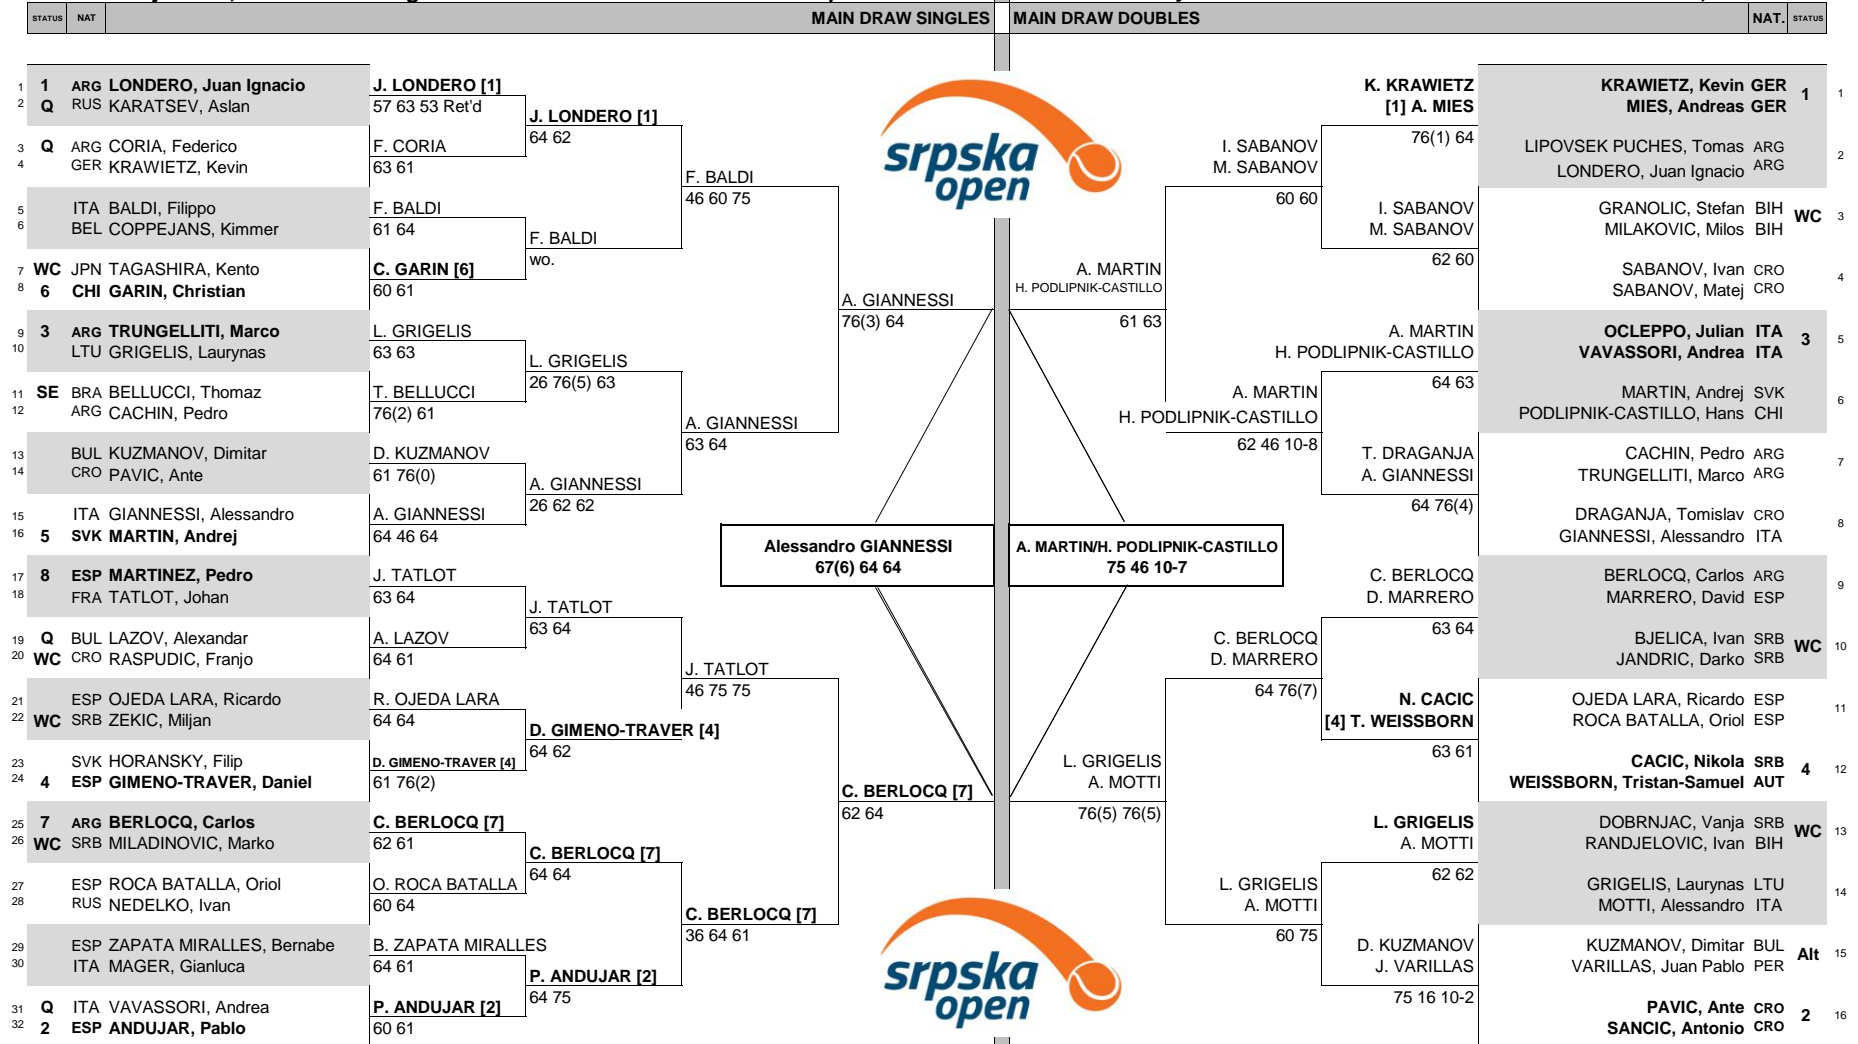 STATUS NAT MAIN DRAW SINGLES MAIN DRAW DOUBLES NAT. STATUS
1 1 ARG LONDERO, Juan Ignacio
2 Q RUS KARATSEV, Aslan
3 Q ARG CORIA, Federico
4 GER KRAWIETZ, Kevin
5 ITA BALDI, Filippo
6 BEL COPPEJANS, Kimmer
7 WC JPN TAGASHIRA, Kento
8 6 CHI GARIN, Christian
9 3 ARG TRUNGELLITI, Marco
10 LTU GRIGELIS, Laurynas
11 SE BRA BELLUCCI, Thomaz
12 ARG CACHIN, Pedro
13 BUL KUZMANOV, Dimitar
14 CRO PAVIC, Ante
15 ITA GIANNESSI, Alessandro
16 5 SVK MARTIN, Andrej
17 8 ESP MARTINEZ, Pedro
18 FRA TATLOT, Johan
19 Q BUL LAZOV, Alexandar
20 WC CRO RASPUDIC, Franjo
21 ESP OJEDA LARA, Ricardo
22 WC SRB ZEKIC, Miljan
23 SVK HORANSKY, Filip
24 4 ESP GIMENO-TRAVER, Daniel
25 7 ARG BERLOCQ, Carlos
26 WC SRB MILADINOVIC, Marko
27 ESP ROCA BATALLA, Oriol
28 RUS NEDELKO, Ivan
29 ESP ZAPATA MIRALLES, Bernabe
30 ITA MAGER, Gianluca
31 Q ITA VAVASSORI, Andrea
32 2 ESP ANDUJAR, Pablo
J. LONDERO [1]
57 63 53 Ret'd
F. CORIA
63 61
F. BALDI
61 64
C. GARIN [6]
60 61
L. GRIGELIS
63 63
T. BELLUCCI
76(2) 61
D. KUZMANOV
61 76(0)
A. GIANNESSI
64 46 64
J. TATLOT
63 64
A. LAZOV
64 61
R. OJEDA LARA
64 64
D. GIMENO-TRAVER [4]
61 76(2)
C. BERLOCQ [7]
62 61
O. ROCA BATALLA
60 64
B. ZAPATA MIRALLES
64 61
P. ANDUJAR [2]
60 61
J. LONDERO [1]
64 62
F. BALDI
wo.
L. GRIGELIS
26 76(5) 63
A. GIANNESSI
26 62 62
J. TATLOT
63 64
D. GIMENO-TRAVER [4]
64 62
C. BERLOCQ [7]
64 64
P. ANDUJAR [2]
64 75
F. BALDI
46 60 75
A. GIANNESSI
63 64
J. TATLOT
46 75 75
C. BERLOCQ [7]
36 64 61
A. GIANNESSI
76(3) 64
C. BERLOCQ [7]
62 64
Alessandro GIANNESSI
67(6) 64 64
srpska
open
srpska
open
A. MARTIN/H. PODLIPNIK-CASTILLO
75 46 10-7
A. MARTIN
H. PODLIPNIK-CASTILLO
61 63
L. GRIGELIS
A. MOTTI
76(5) 76(5)
I. SABANOV
M. SABANOV
60 60
A. MARTIN
H. PODLIPNIK-CASTILLO
62 46 10-8
C. BERLOCQ
D. MARRERO
64 76(7)
L. GRIGELIS
A. MOTTI
60 75
K. KRAWIETZ
[1] A. MIES
76(1) 64
I. SABANOV
M. SABANOV
62 60
A. MARTIN
H. PODLIPNIK-CASTILLO
64 63
T. DRAGANJA
A. GIANNESSI
64 76(4)
C. BERLOCQ
D. MARRERO
63 64
N. CACIC
[4] T. WEISSBORN
63 61
L. GRIGELIS
A. MOTTI
62 62
D. KUZMANOV
J. VARILLAS
75 16 10-2
KRAWIETZ, Kevin GER 1 1
MIES, Andreas GER
LIPOVSEK PUCHES, Tomas ARG 2
LONDERO, Juan Ignacio ARG
GRANOLIC, Stefan BIH WC 3
MILAKOVIC, Milos BIH
SABANOV, Ivan CRO 4
SABANOV, Matej CRO
OCLEPPO, Julian ITA 3 5
VAVASSORI, Andrea ITA
MARTIN, Andrej SVK 6
PODLIPNIK-CASTILLO, Hans CHI
CACHIN, Pedro ARG 7
TRUNGELLITI, Marco ARG
DRAGANJA, Tomislav CRO 8
GIANNESSI, Alessandro ITA
BERLOCQ, Carlos ARG 9
MARRERO, David ESP
BJELICA, Ivan SRB WC 10
JANDRIC, Darko SRB
OJEDA LARA, Ricardo ESP 11
ROCA BATALLA, Oriol ESP
CACIC, Nikola SRB 4 12
WEISSBORN, Tristan-Samuel AUT
DOBRNJAC, Vanja SRB WC 13
RANDJELOVIC, Ivan BIH
GRIGELIS, Laurynas LTU 14
MOTTI, Alessandro ITA
KUZMANOV, Dimitar BUL Alt 15
VARILLAS, Juan Pablo PER
PAVIC, Ante CRO 2 16
SANCIC, Antonio CRO